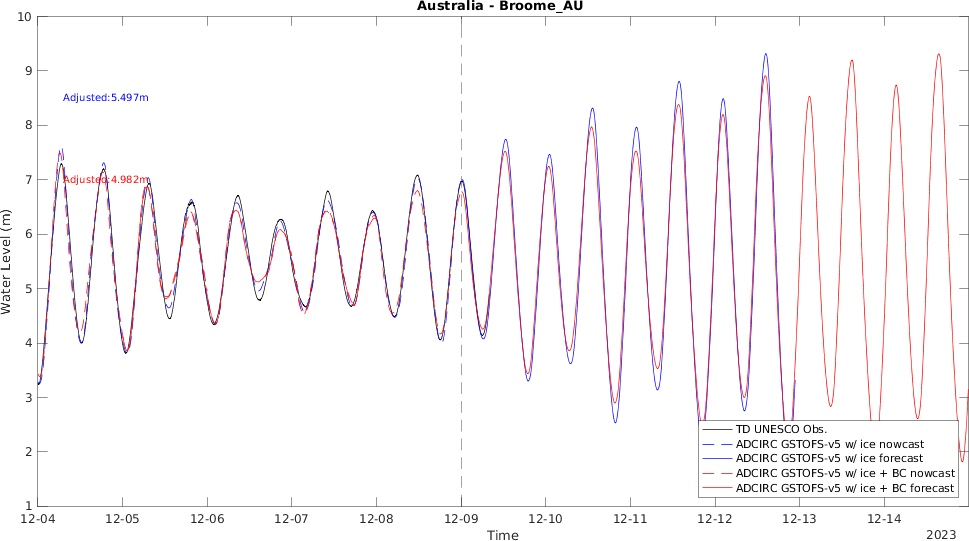 Australia - Broome_AU
10
9
8
7
6
5
4
3
2
1
Water Level (m)
Adjusted:5.497m
Adjusted:4.982m
TD UNESCO Obs.
ADCIRC GSTOFS-v5 w/ ice nowcast
ADCIRC GSTOFS-v5 w/ ice forecast
ADCIRC GSTOFS-v5 w/ ice + BC nowcast
ADCIRC GSTOFS-v5 w/ ice + BC forecast
12-04 12-05 12-06 12-07 12-08 12-09 12-10 12-11 12-12 12-13 12-14
Time
2023